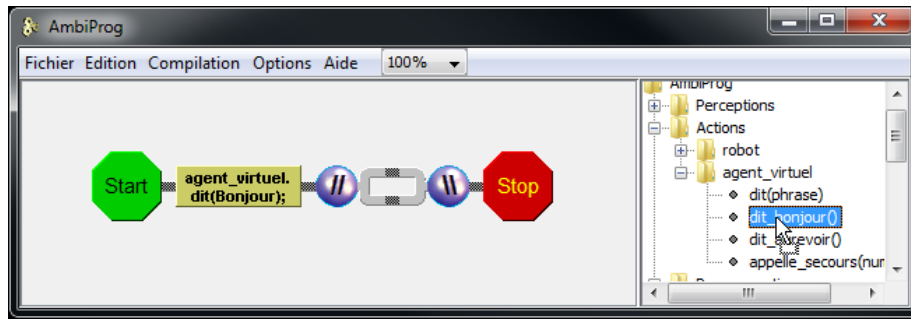 AmbiProg
Fichier Edition Compilation Options Aide 100%
AmbiProg
Perceptions
Actions
robot
agent_virtuel
dit(phrase)
dit_bonjour()
dit_aurevoir()
appelle_secours(nur
Start
agent_virtuel.
dit(Bonjour);
//
\\
Stop